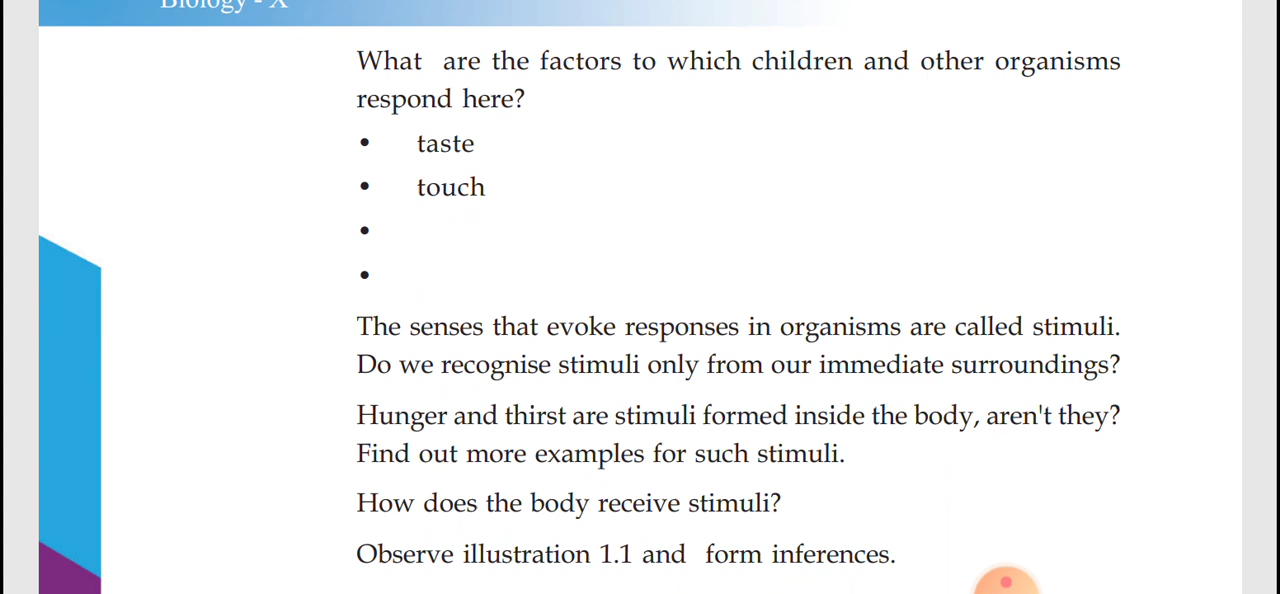 Biology - X
What are the factors to which children and other organisms
respond here?
• taste
• touch
•
•
The senses that evoke responses in organisms are called stimuli.
Do we recognise stimuli only from our immediate surroundings?
Hunger and thirst are stimuli formed inside the body, aren't they?
Find out more examples for such stimuli.
How does the body receive stimuli?
Observe illustration 1.1 and form inferences.